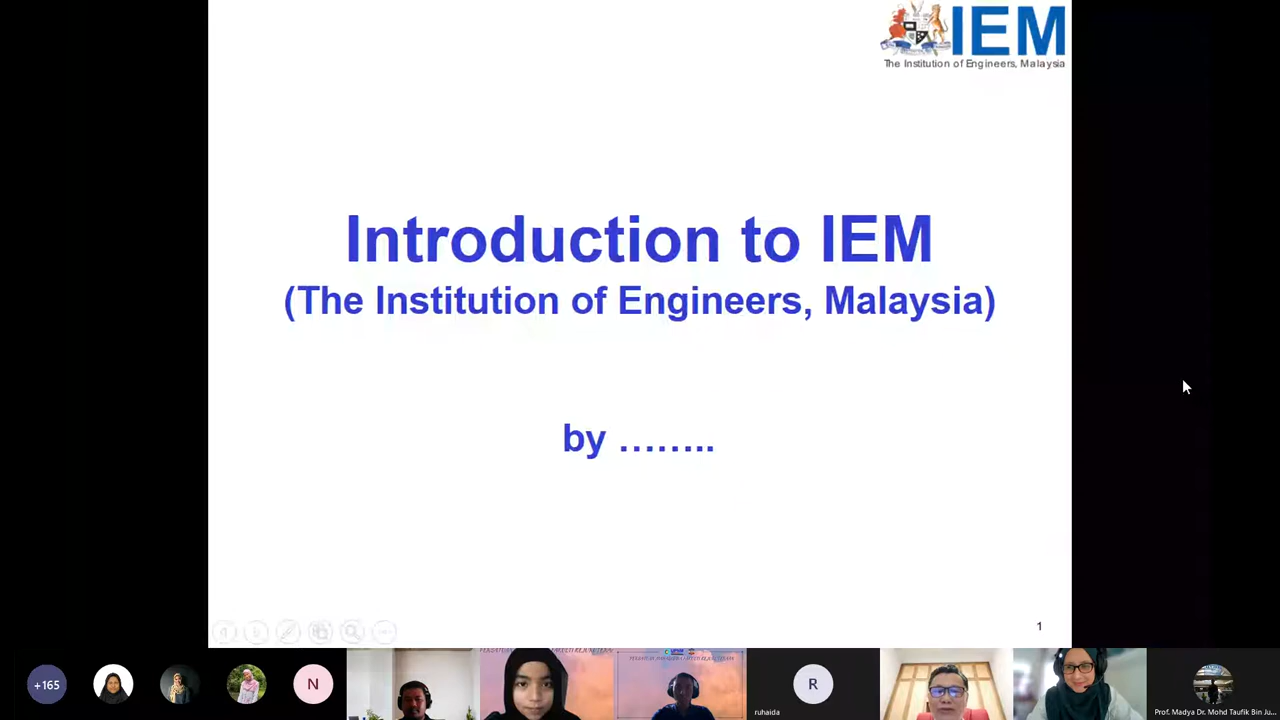 IEM
The Institution of Engineers, Malaysia
Introduction to IEM
(The Institution of Engineers, Malaysia)
by ........
1
+165
N
R
ruhaida
Prof. Madya Dr. Mohd Taufik Bin Ju...